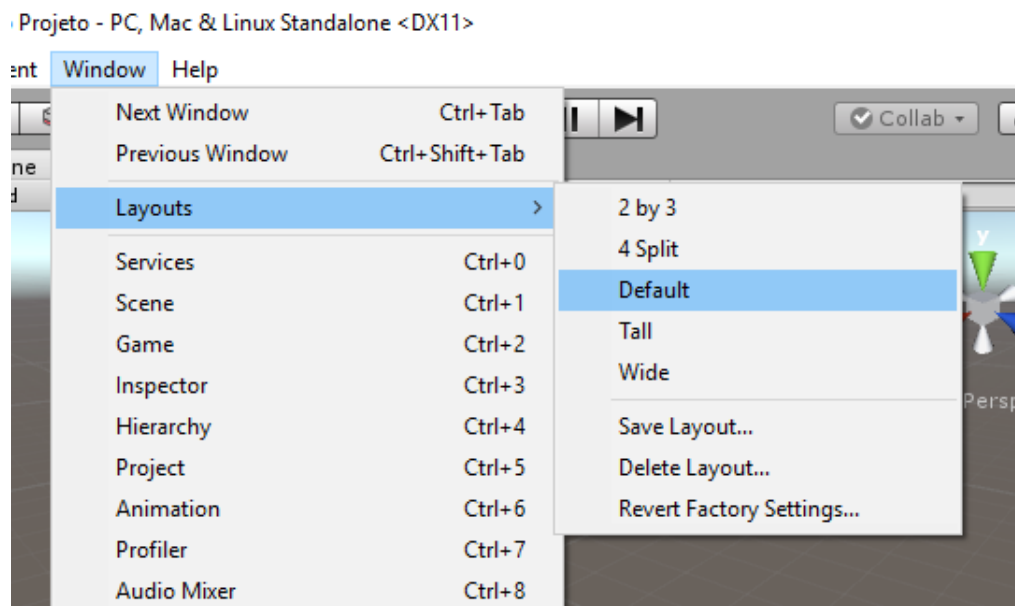 Projeto - PC, Mac & Linux Standalone <DX11>
Window Help
Collab
Next Window Ctrl+Tab
Previous Window Ctrl+Shift+Tab
Layouts >
Services Ctrl+0
Scene Ctrl+1
Game Ctrl+2
Inspector Ctrl+3
Hierarchy Ctrl+4
Project Ctrl+5
Animation Ctrl+6
Profiler Ctrl+7
Audio Mixer Ctrl+8
2 by 3
4 Split
Default
Tall
Wide
Save Layout...
Delete Layout...
Revert Factory Settings...
y
Persp